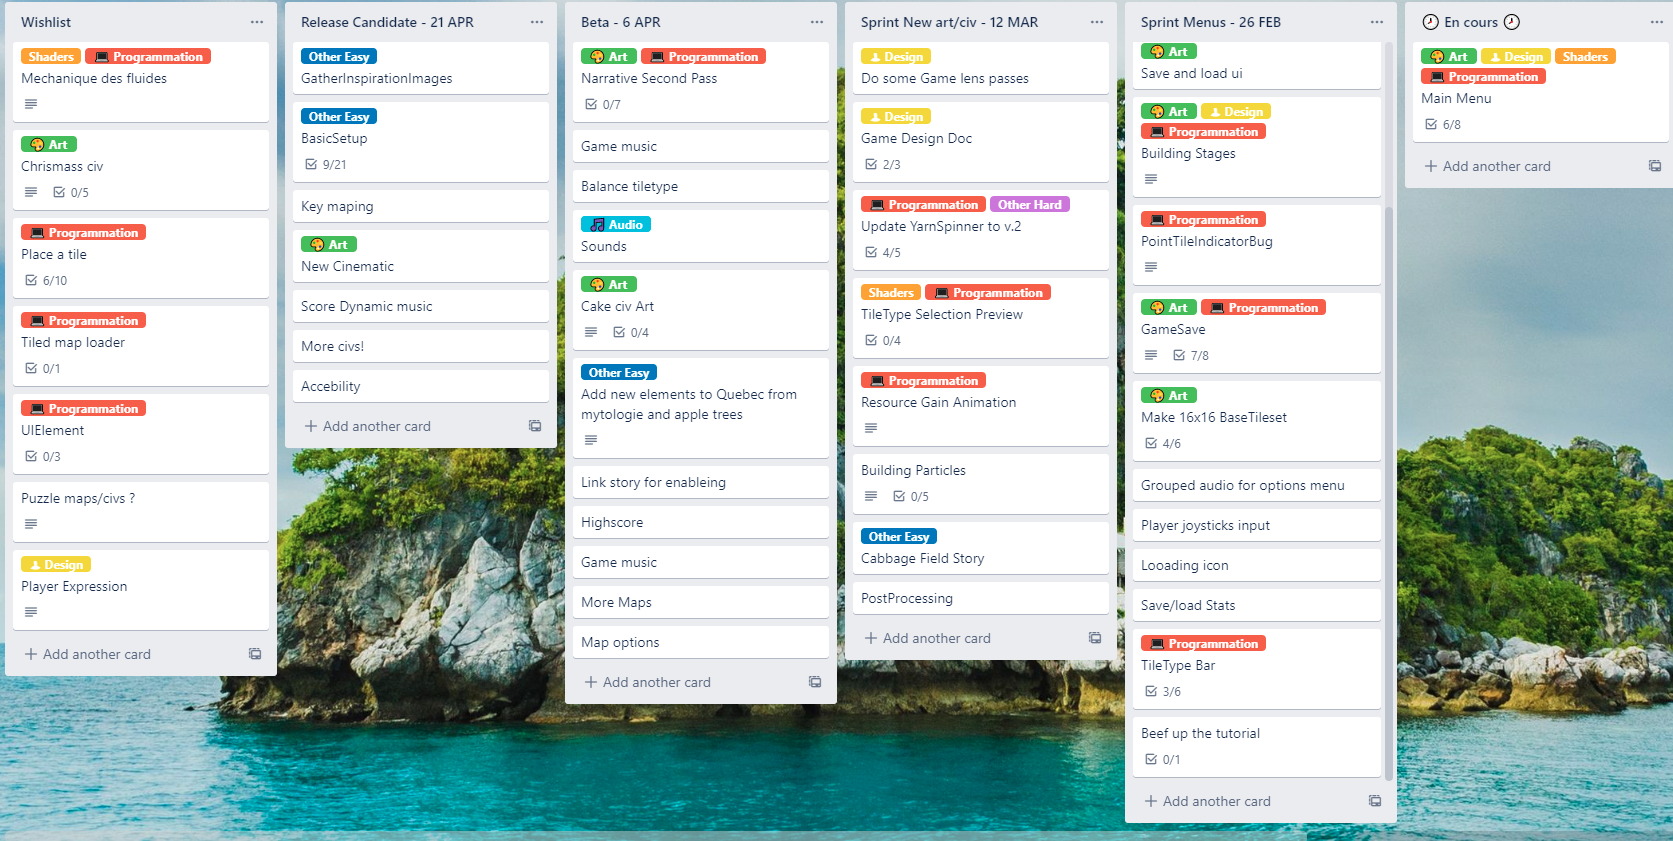 Wishlist
Shaders Programmation
Mechanique des fluides
Art
Chrismass civ
0/5
Programmation
Place a tile
6/10
Programmation
Tiled map loader
0/1
Programmation
UIElement
0/3
Puzzle maps/civs ?
Design
Player Expression
+ Add another card
Release Candidate - 21 APR
Other Easy
GatherInspirationImages
Other Easy
BasicSetup
9/21
Key maping
Art
New Cinematic
Score Dynamic music
More civs!
Accebility
+ Add another card
Beta - 6 APR
Art Programmation
Narrative Second Pass
0/7
Game music
Balance tiletype
Audio
Sounds
Art
Cake civ Art
0/4
Other Easy
Add new elements to Quebec from
mytologie and apple trees
Link story for enableing
Highscore
Game music
More Maps
Map options
+ Add another card
Sprint New art/civ - 12 MAR
Design
Do some Game lens passes
Design
Game Design Doc
2/3
Programmation Other Hard
Update YarnSpinner to v.2
4/5
Shaders Programmation
TileType Selection Preview
0/4
Programmation
Resource Gain Animation
Building Particles
0/5
Other Easy
Cabbage Field Story
PostProcessing
+ Add another card
Sprint Menus - 26 FEB
Art
Save and load ui
Art Design
Programmation
Building Stages
Programmation
PointTileIndicatorBug
Art Programmation
GameSave
7/8
Art
Make 16x16 BaseTileset
4/6
Grouped audio for options menu
Player joysticks input
Looading icon
Save/load Stats
Programmation
TileType Bar
3/6
Beef up the tutorial
0/1
+ Add another card
En cours
Art Design Shaders
Programmation
Main Menu
6/8
+ Add another card